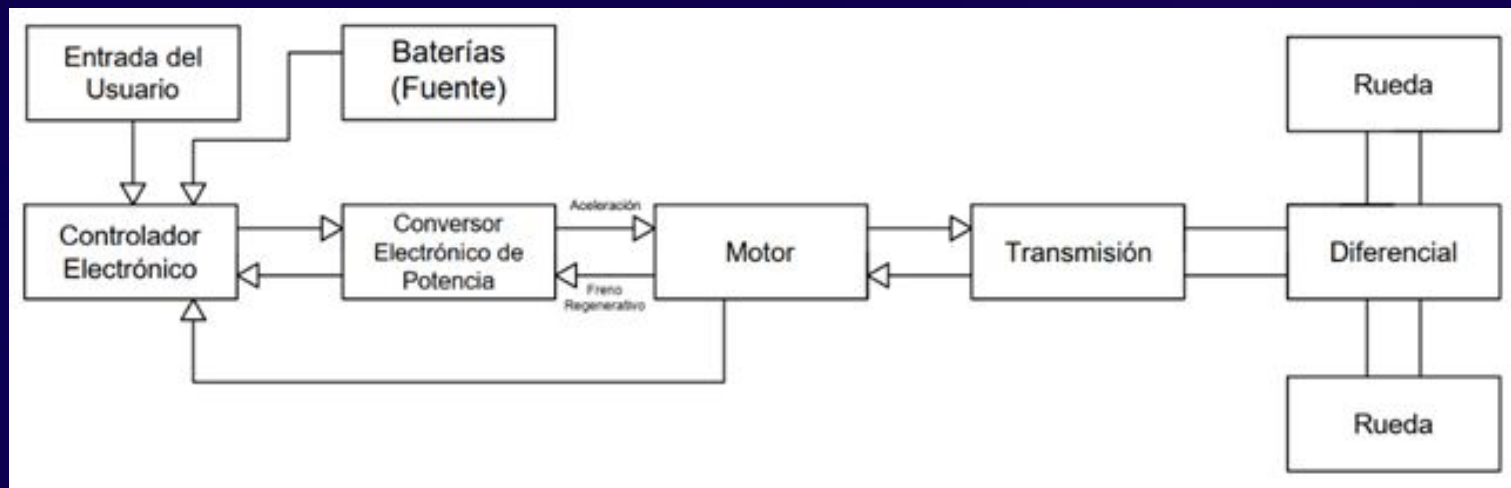 Entrada del
Usuario
Baterías
(Fuente)
Rueda
Controlador
Electrónico
Conversor
Electrónico de
Potencia
Aceleración
Freno
Regenerativo
Motor
Transmisión
Diferencial
Rueda